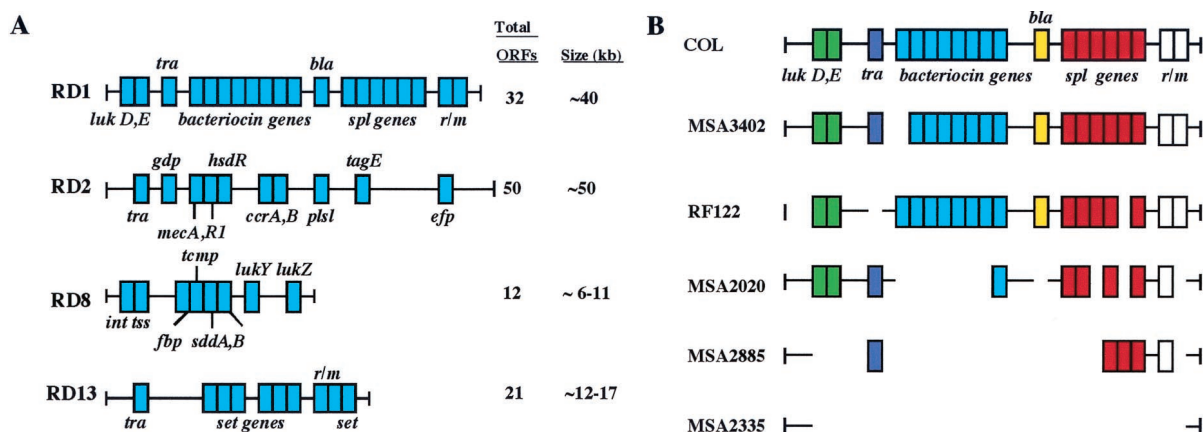 A
Total
ORFs Size (kb)
tra bla
RD1 32 ~40
luk D,E bacteriocin genes spl genes r/m
gdp hsdR tagE
RD2 50 ~50
tra ccrA,B plsl efp
mecA,R1
tcmp
lukY lukZ
RD8 12 ~ 6-11
int tss
fbp sddA,B
r/m
RD13 21 ~12-17
tra set genes set
B
bla
COL
luk D,E tra bacteriocin genes spl genes r/m
MSA3402
RF122
MSA2020
MSA2885
MSA2335